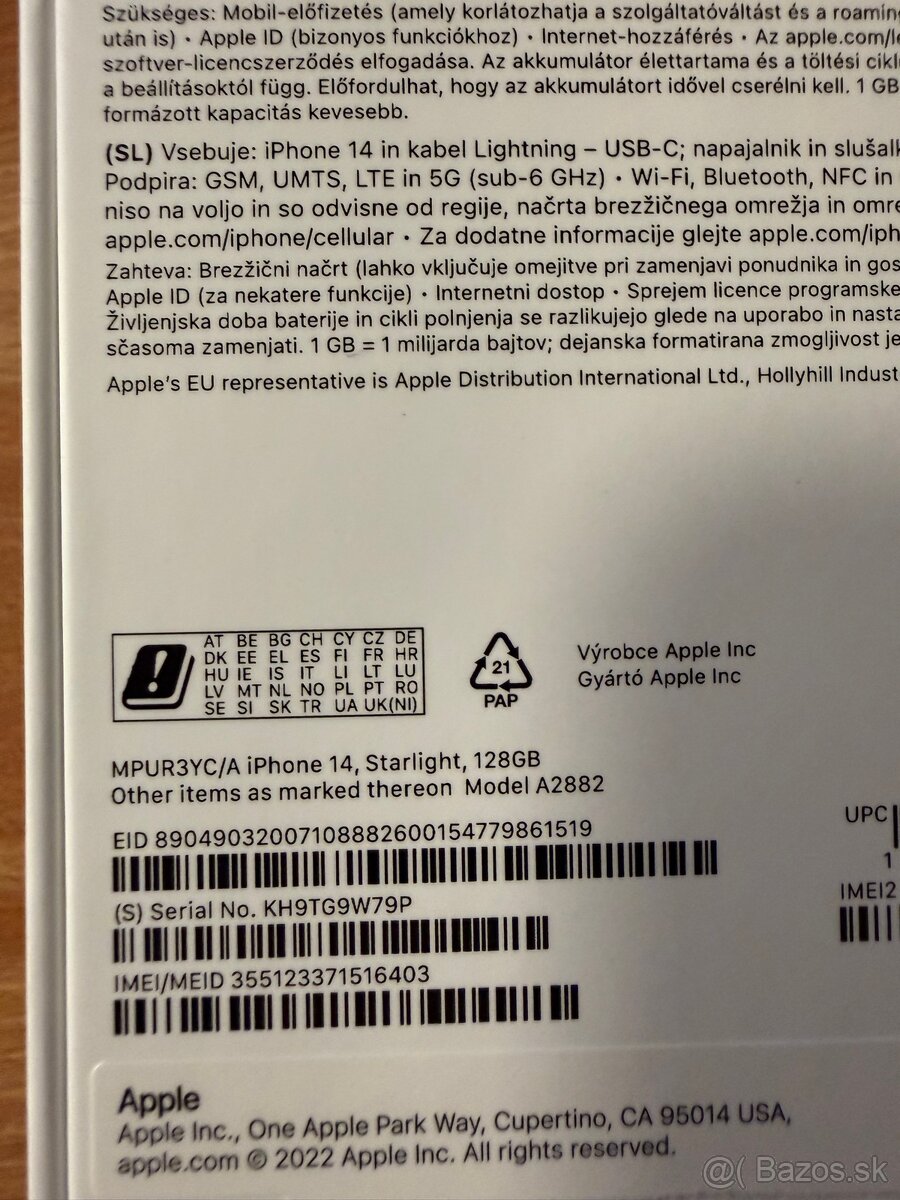 Szükséges: Mobil-előfizetés (amely korlátozhatja a szolgáltatóváltást és a roaming
után is) • Apple ID (bizonyos funkciókhoz) • Internet-hozzáférés • Az apple.com/le
szoftver-licencszerződés elfogadása. Az akkumulátor élettartama és a töltési cikl
a beállításoktól függ. Előfordulhat, hogy az akkumulátort idővel cserélni kell. 1 GB
formázott kapacitás kevesebb.
(SL) Vsebuje: iPhone 14 in kabel Lightning – USB-C; napajalnik in slušalk
Podpira: GSM, UMTS, LTE in 5G (sub-6 GHz) • Wi-Fi, Bluetooth, NFC in
niso na voljo in so odvisne od regije, načrta brezžičnega omrežja in omre
apple.com/iphone/cellular • Za dodatne informacije glejte apple.com/iph
Zahteva: Brezžični načrt (lahko vključuje omejitve pri zamenjavi ponudnika in gos
Apple ID (za nekatere funkcije) • Internetni dostop • Sprejem licence programske
Življenjska doba baterije in cikli polnjenja se razlikujejo glede na uporabo in nasta
sčasoma zamenjati. 1 GB = 1 milijarda bajtov; dejanska formatirana zmogljivost je
Apple's EU representative is Apple Distribution International Ltd., Hollyhill Indust
AT BE BG CH CY CZ DE
DK EE EL ES FI FR HR
HU IE IS IT LI LT LU
LV MT NL NO PL PT RO
SE SI SK TR UA UK(NI)
21
PAP
Výrobce Apple Inc
Gyártó Apple Inc
MPUR3YC/A iPhone 14, Starlight, 128GB
Other items as marked thereon Model A2882
EID 89049032007108882600154779861519
UPC
1
(S) Serial No. KH9TG9W79P
IMEI2
IMEI/MEID 355123371516403
Apple
Apple Inc., One Apple Park Way, Cupertino, CA 95014 USA,
apple.com © 2022 Apple Inc. All rights reserved.
@( Bazos.sk